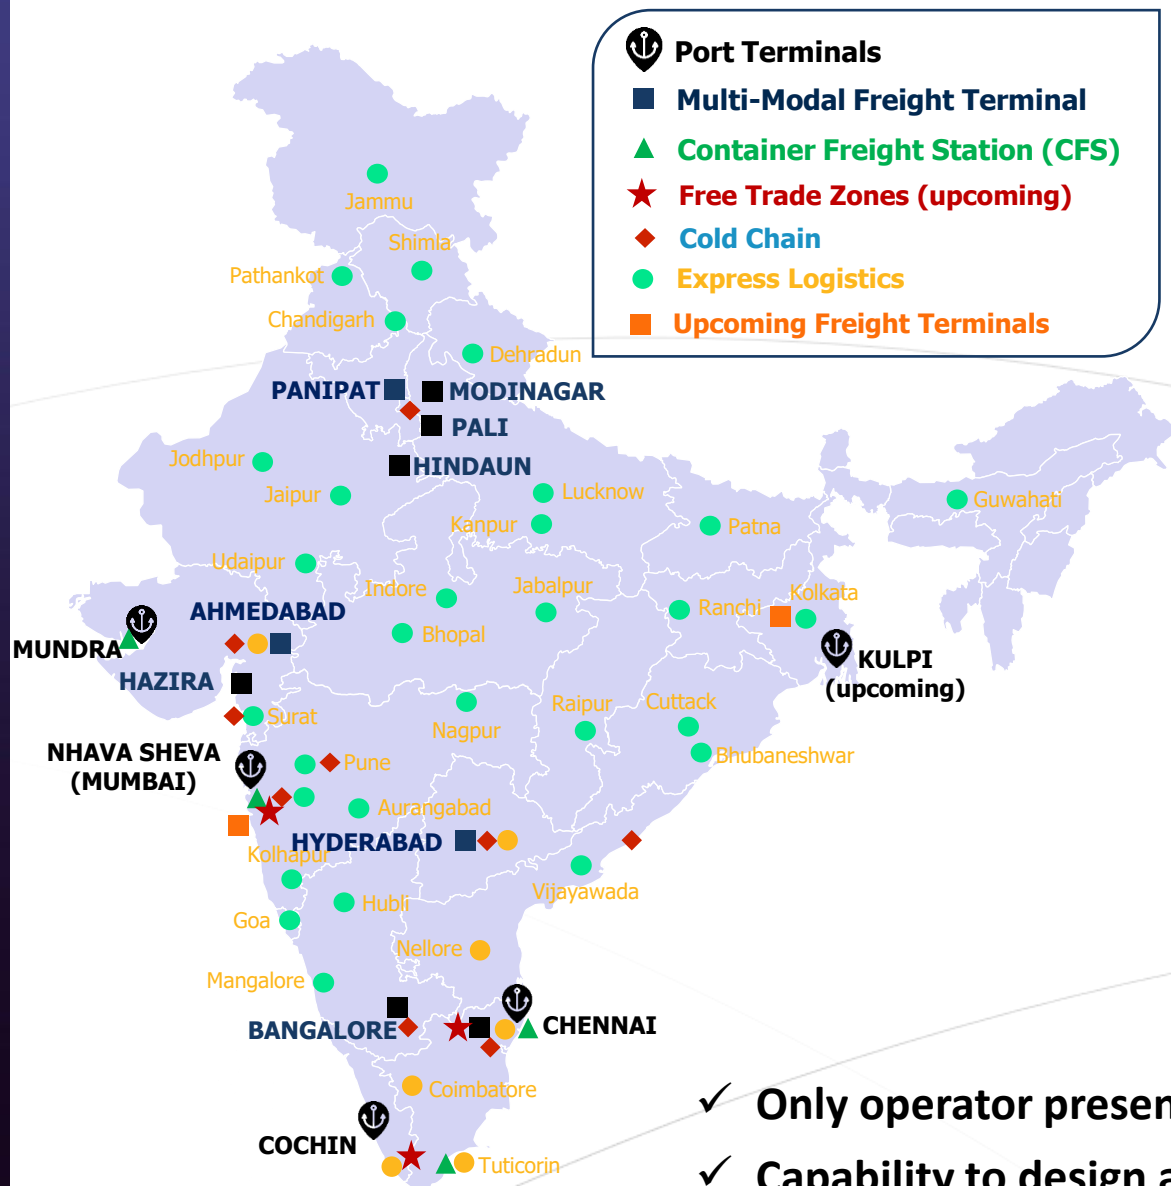 Port Terminals
Multi-Modal Freight Terminal
Container Freight Station (CFS)
Free Trade Zones (upcoming)
Cold Chain
Express Logistics
Upcoming Freight Terminals
Jammu
Shimla
Pathankot
Chandigarh
Dehradun
PANIPAT
MODINAGAR
PALI
Jodhpur
HINDAUN
Jaipur
Lucknow
Guwahati
Kanpur
Patna
Udaipur
Indore
Jabalpur
Kolkata
AHMEDABAD
Ranchi
Bhopal
MUNDRA
KULPI
(upcoming)
HAZIRA
Surat
Nagpur
Raipur
Cuttack
Bhubaneshwar
NHAVA SHEVA
(MUMBAI)
Pune
Aurangabad
HYDERABAD
Kolhapur
Vijayawada
Hubli
Goa
Nellore
Mangalore
BANGALORE
CHENNAI
Coimbatore
COCHIN
Tuticorin
✓ Only operator presen
✓ Capability to design a